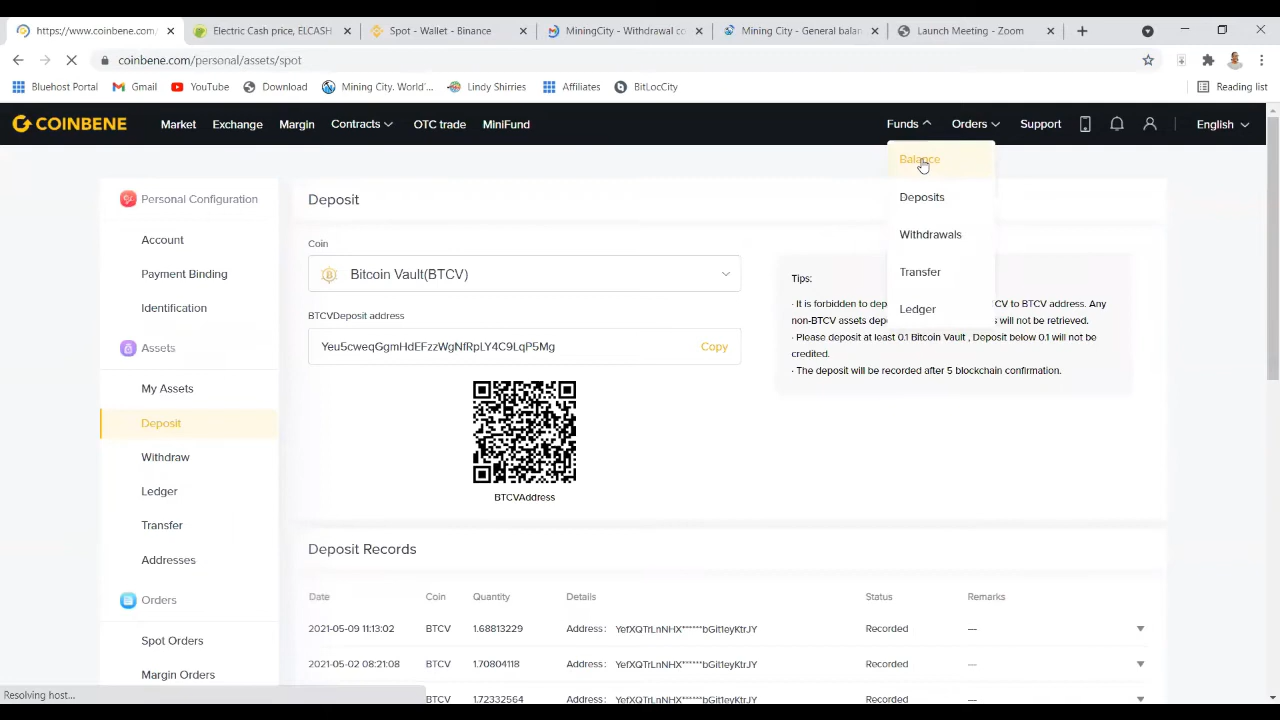 https://www.coinbene.com/
Electric Cash price, ELCASH
Spot - Wallet - Binance
MiningCity - Withdrawal co
Mining City - General balan
Launch Meeting - Zoom
coinbene.com/personal/assets/spot
Bluehost Portal
Gmail
YouTube
Download
Mining City. World'...
Lindy Shirries
Affiliates
BitLocCity
Reading list
COINBENE
Market
Exchange
Margin
Contracts
OTC trade
MiniFund
Funds
Orders
Support
English
Balance
Deposits
Withdrawals
Transfer
Ledger
Personal Configuration
Account
Payment Binding
Identification
Assets
My Assets
Deposit
Withdraw
Ledger
Transfer
Addresses
Orders
Spot Orders
Margin Orders
Deposit
Coin
Bitcoin Vault(BTCV)
BTCVDeposit address
Yeu5cweqGgmHdEFzzWgNfRpLY4C9LqP5Mg
Copy
BTCVAddress
Tips:
· It is forbidden to dep CV to BTCV address. Any
non-BTCV assets depo s will not be retrieved.
· Please deposit at least 0.1 Bitcoin Vault , Deposit below 0.1 will not be
credited.
· The deposit will be recorded after 5 blockchain confirmation.
Deposit Records
Date Coin Quantity Details Status Remarks
2021-05-09 11:13:02 BTCV 1.68813229 Address: YefXQTrLnNHX******bGit1eyKtrJY Recorded —
2021-05-02 08:21:08 BTCV 1.70804118 Address: YefXQTrLnNHX******bGit1eyKtrJY Recorded —
BTCV 1.72332564 Address: YefXQTrLnNHX******bGit1eyKtrJY Recorded —
Resolving host...